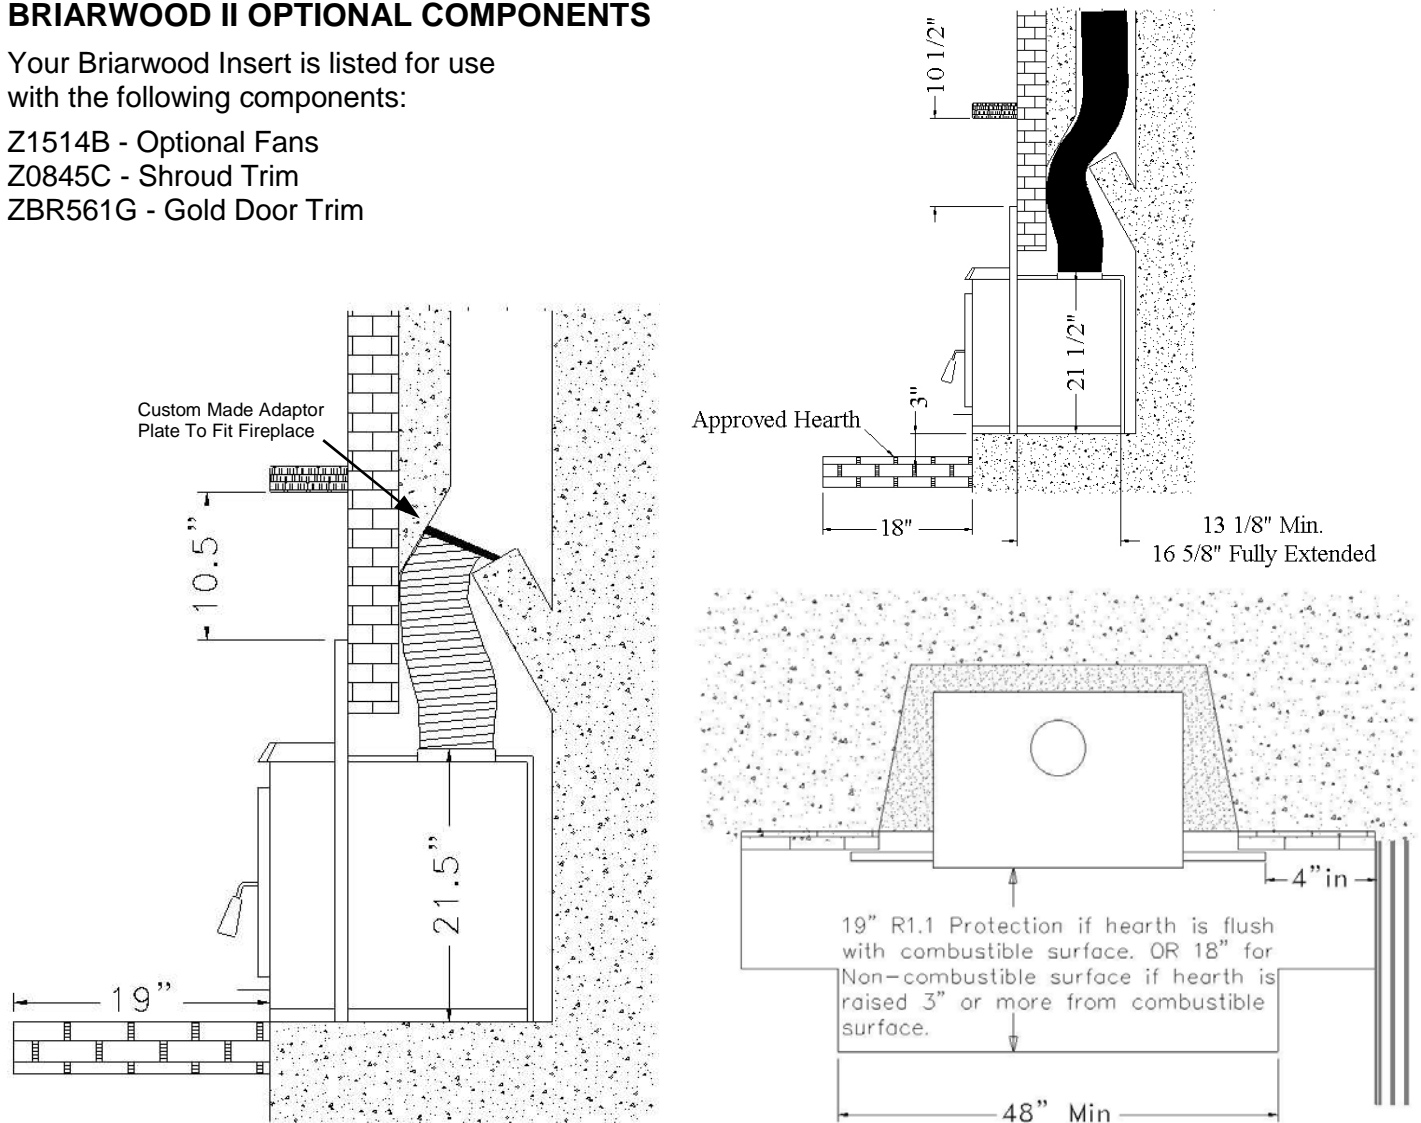 BRIARWOOD II OPTIONAL COMPONENTS
Your Briarwood Insert is listed for use
with the following components:
Z1514B - Optional Fans
Z0845C - Shroud Trim
ZBR561G - Gold Door Trim
Custom Made Adaptor
Plate To Fit Fireplace
10.5”
21.5”
19”
10 1/2"
21 1/2"
3"
Approved Hearth
18"
13 1/8" Min.
16 5/8" Fully Extended
4”in
19” R1.1 Protection if hearth is flush
with combustible surface. OR 18” for
Non-combustible surface if hearth is
raised 3” or more from combustible
surface.
48” Min